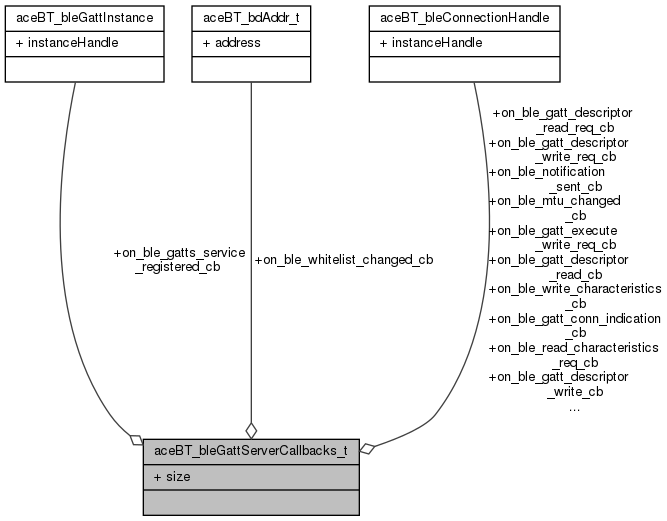 aceBT_bleGattInstance
+ instanceHandle
aceBT_bdAddr_t
+ address
aceBT_bleConnectionHandle
+ instanceHandle
+on_ble_gatts_service
_registered_cb
+on_ble_whitelist_changed_cb
+on_ble_gatt_descriptor
_read_req_cb
+on_ble_gatt_descriptor
_write_req_cb
+on_ble_notification
_sent_cb
+on_ble_mtu_changed
_cb
+on_ble_gatt_execute
_write_req_cb
+on_ble_gatt_descriptor
_read_cb
+on_ble_write_characteristics
_cb
+on_ble_gatt_conn_indication
_cb
+on_ble_read_characteristics
_req_cb
+on_ble_gatt_descriptor
_write_cb
...
aceBT_bleGattServerCallbacks_t
+ size